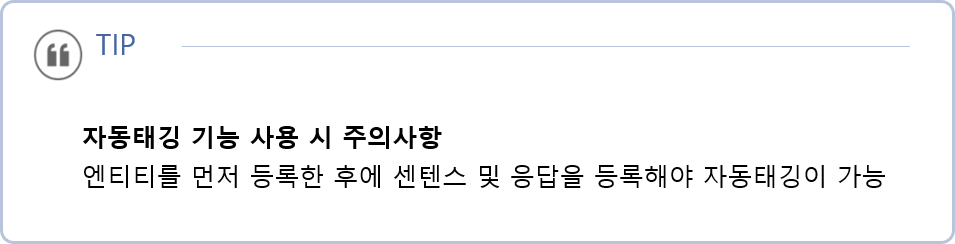 TIP
자동태깅 기능 사용 시 주의사항
엔티티를 먼저 등록한 후에 센텐스 및 응답을 등록해야 자동태깅이 가능